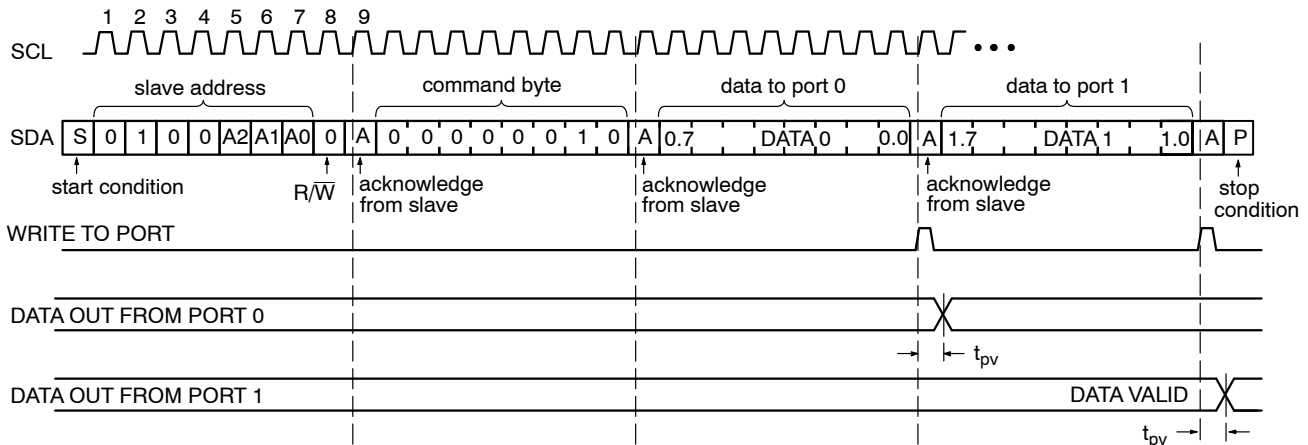 1 2 3 4 5 6 7 8 9
SCL
slave address command byte data to port 0 data to port 1
SDA S 0 1 0 0 A2 A1 A0 0 A 0 0 0 0 0 0 1 0 A 0.7 DATA 0 0.0 A 1.7 DATA 1 1.0 A P
start condition R/W̅ acknowledge from slave acknowledge from slave acknowledge from slave stop condition
WRITE TO PORT
DATA OUT FROM PORT 0
tpv
DATA OUT FROM PORT 1 DATA VALID
tpv